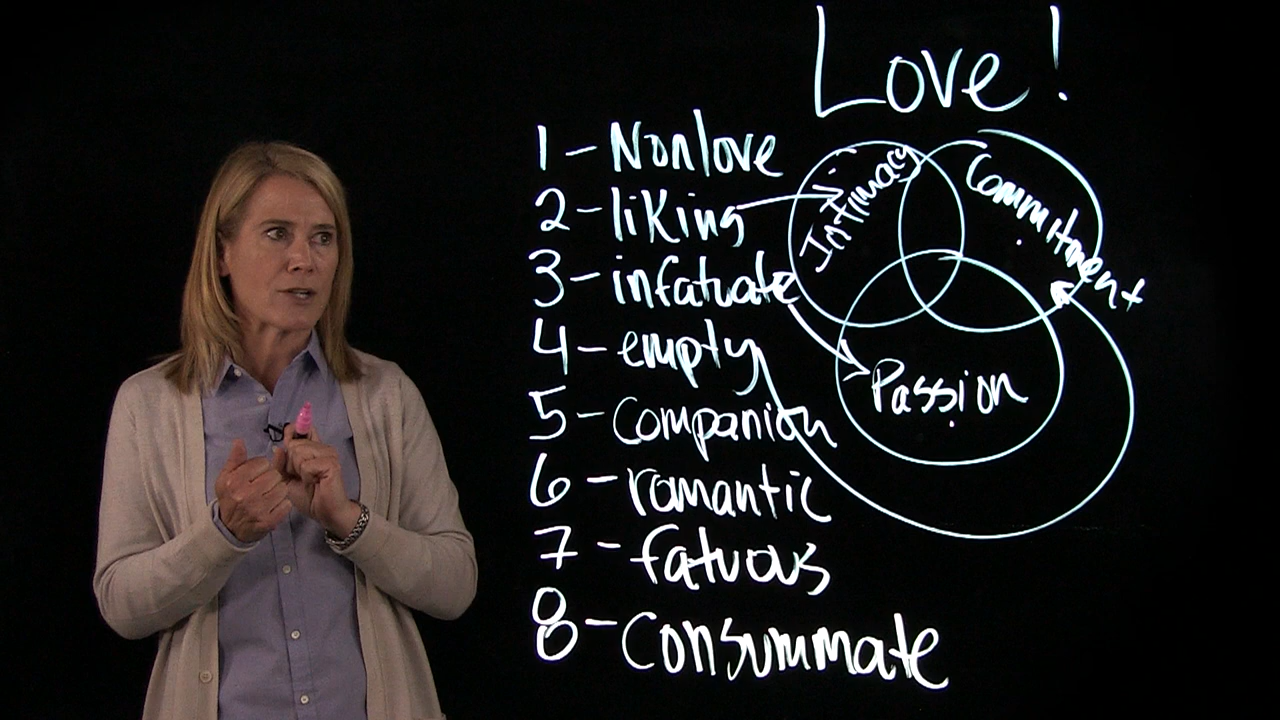 Love!
1 - Nonlove
2 - liking
3 - infatuate
4 - empty
5 - Companion
6 - romantic
7 - fatuous
8 - Consummate
Intimacy
Commitment
Passion